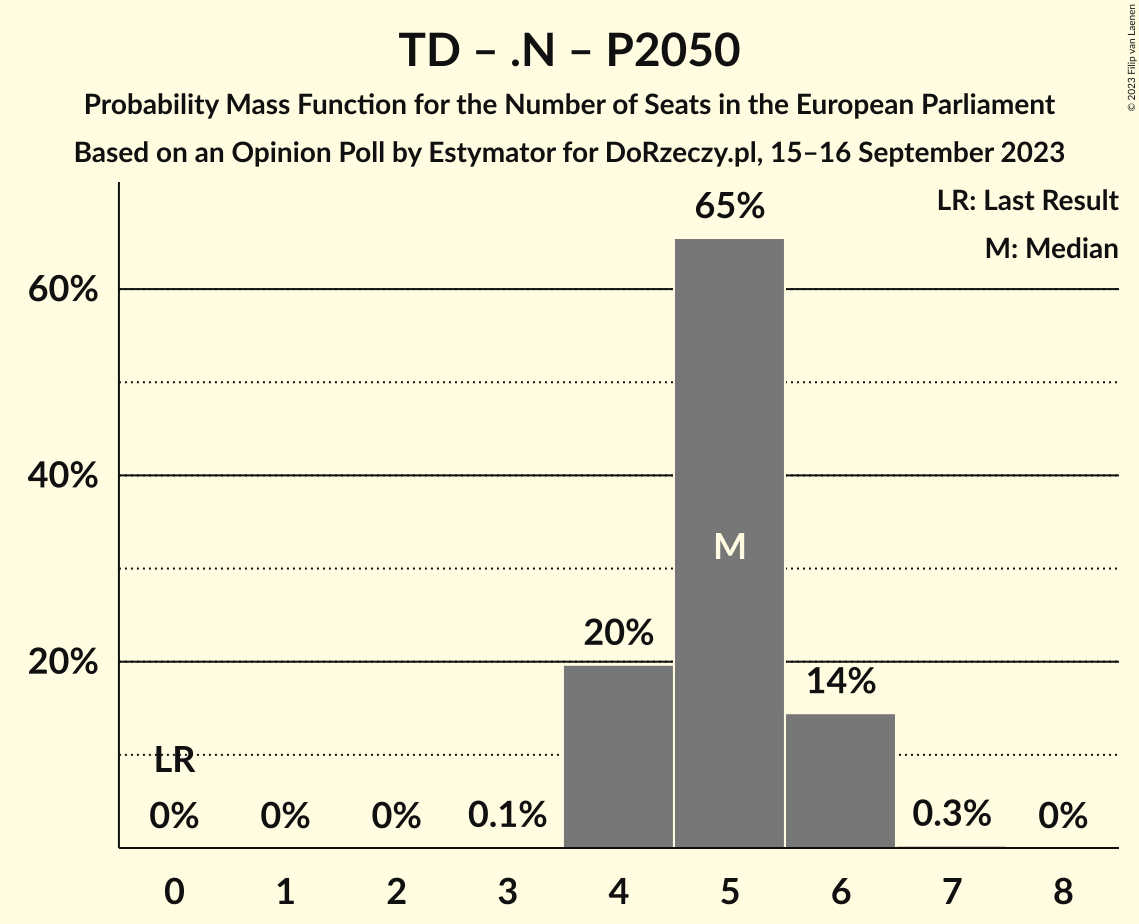 TD – .N – P2050
Probability Mass Function for the Number of Seats in the European Parliament
Based on an Opinion Poll by Estymator for DoRzeczy.pl, 15–16 September 2023
© 2023 Filip van Laenen
LR: Last Result
M: Median
65%
60%
40%
M
20%
20%
14%
LR
0%
0%
0%
0.1%
0.3%
0%
0 1 2 3 4 5 6 7 8